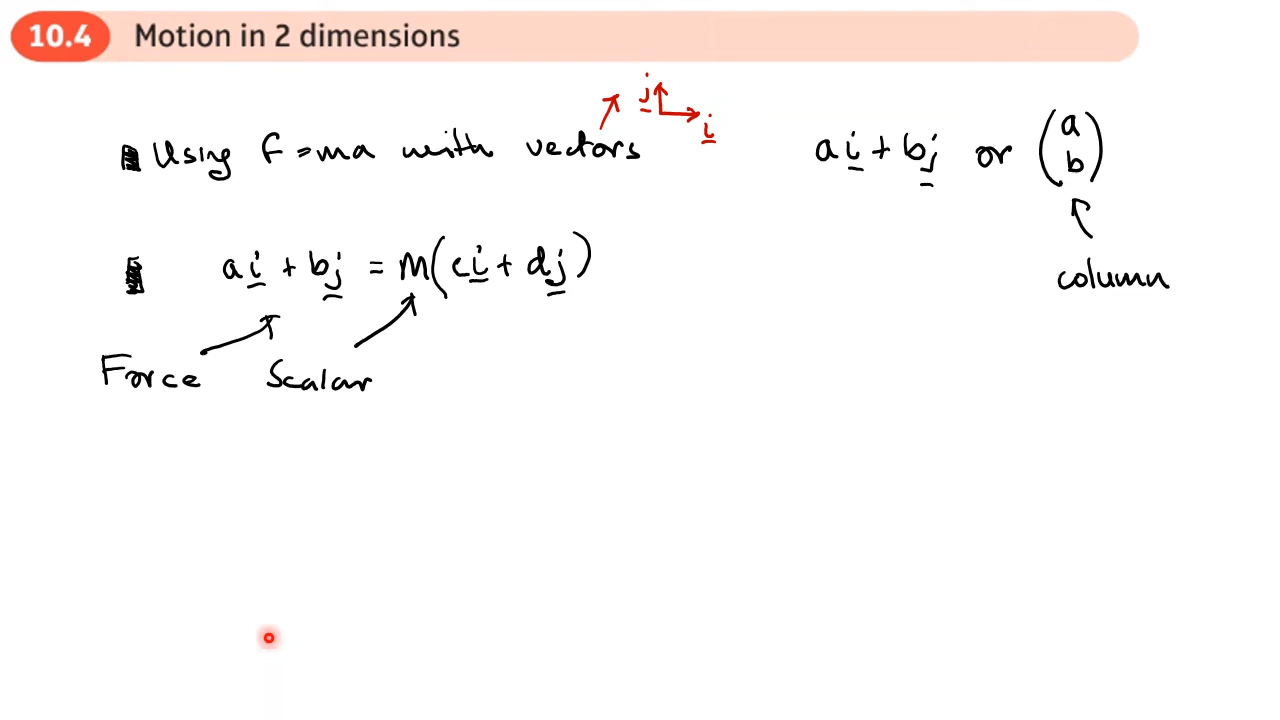 10.4 Motion in 2 dimensions
j
i
Using F=ma with vectors
ai + bj or (a b)
ai + bj = m(ci + dj)
column
Force Scalar